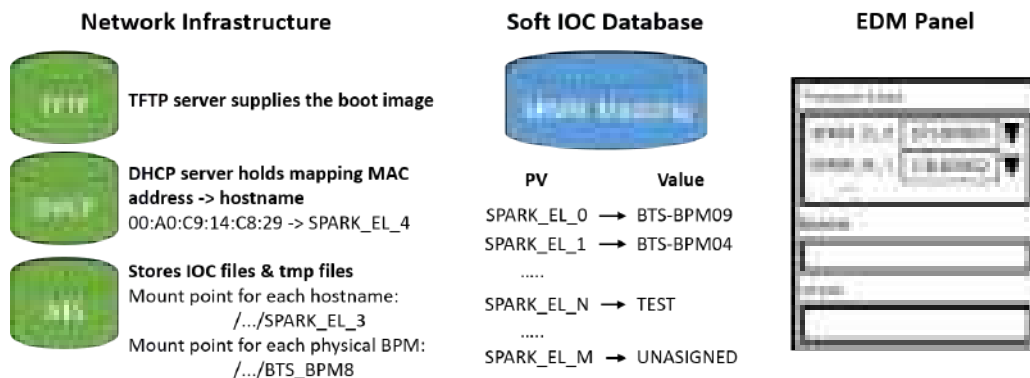 Network Infrastructure
TFTP
TFTP server supplies the boot image
DHCP
DHCP server holds mapping MAC
address -> hostname
00:A0:C9:14:C8:29 -> SPARK_EL_4
Stores IOC files & tmp files
Mount point for each hostname:
/.../SPARK_EL_3
Mount point for each physical BPM:
/.../BTS_BPM8
Soft IOC Database
PV Value
SPARK_EL_0 → BTS-BPM09
SPARK_EL_1 → BTS-BPM04
.....
SPARK_EL_N → TEST
.....
SPARK_EL_M → UNASIGNED
EDM Panel